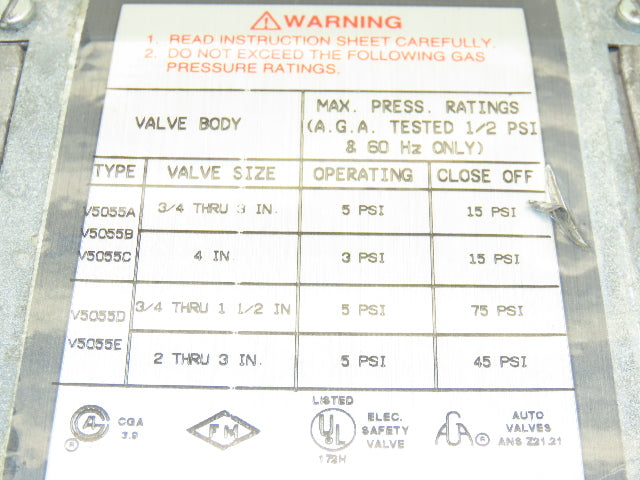 ⚠WARNING
1. READ INSTRUCTION SHEET CAREFULLY.
2. DO NOT EXCEED THE FOLLOWING GAS
PRESSURE RATINGS.
VALVE BODY
MAX. PRESS. RATINGS
(A.G.A. TESTED 1/2 PSI
& 60 Hz ONLY)
TYPE VALVE SIZE OPERATING CLOSE OFF
V5055A 3/4 THRU 3 IN. 5 PSI 15 PSI
V5055B
V5055C 4 IN. 3 PSI 15 PSI
V5055D 3/4 THRU 1 1/2 IN 5 PSI 75 PSI
V5055E 2 THRU 3 IN. 5 PSI 45 PSI
® CGA
3.9
FM
LISTED
UL
172H
ELEC.
SAFETY
VALVE
AGA ®
AUTO
VALVES
ANS Z21.21